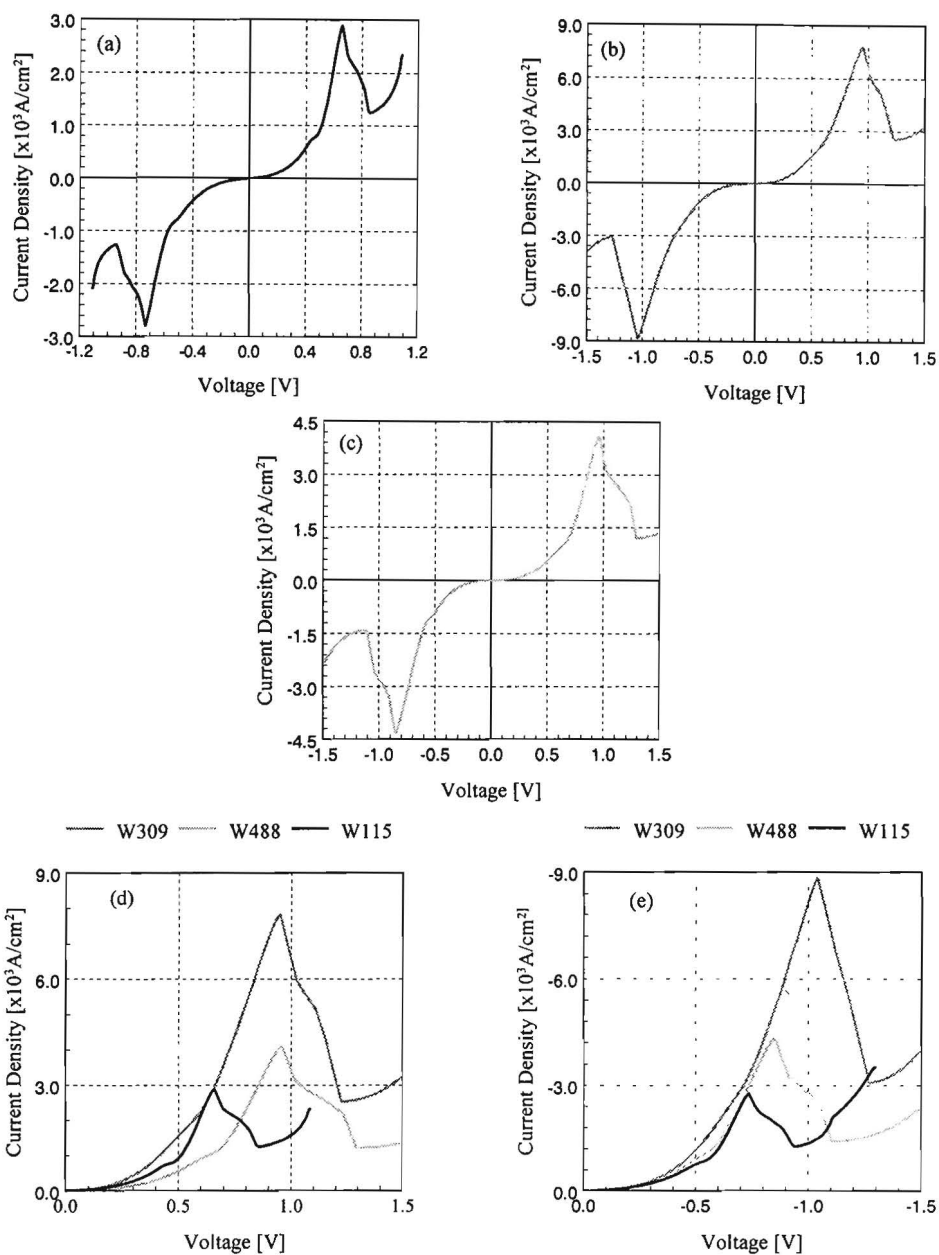 (a)
Current Density [x10³A/cm²]
3.0
2.0
1.0
0.0
-1.0
-2.0
-3.0
-1.2 -0.8 -0.4 0.0 0.4 0.8 1.2
Voltage [V]
(b)
Current Density [x10³A/cm²]
-9.0
6.0
3.0
0.0
-3.0
-6.0
-9.0
-1.5 -1.0 -0.5 0.0 0.5 1.0 1.5
Voltage [V]
(c)
Current Density [x10³A/cm²]
4.5
3.0
1.5
0.0
-1.5
-3.0
-4.5
-1.5 -1.0 -0.5 0.0 0.5 1.0 1.5
Voltage [V]
W309 W488 W115
(d)
Current Density [x10³A/cm²]
9.0
6.0
3.0
0.0
0.0 0.5 1.0 1.5
Voltage [V]
W309 W488 W115
(e)
Current Density [x10³A/cm²]
-9.0
-6.0
-3.0
0.0
0.0 -0.5 -1.0 -1.5
Voltage [V]